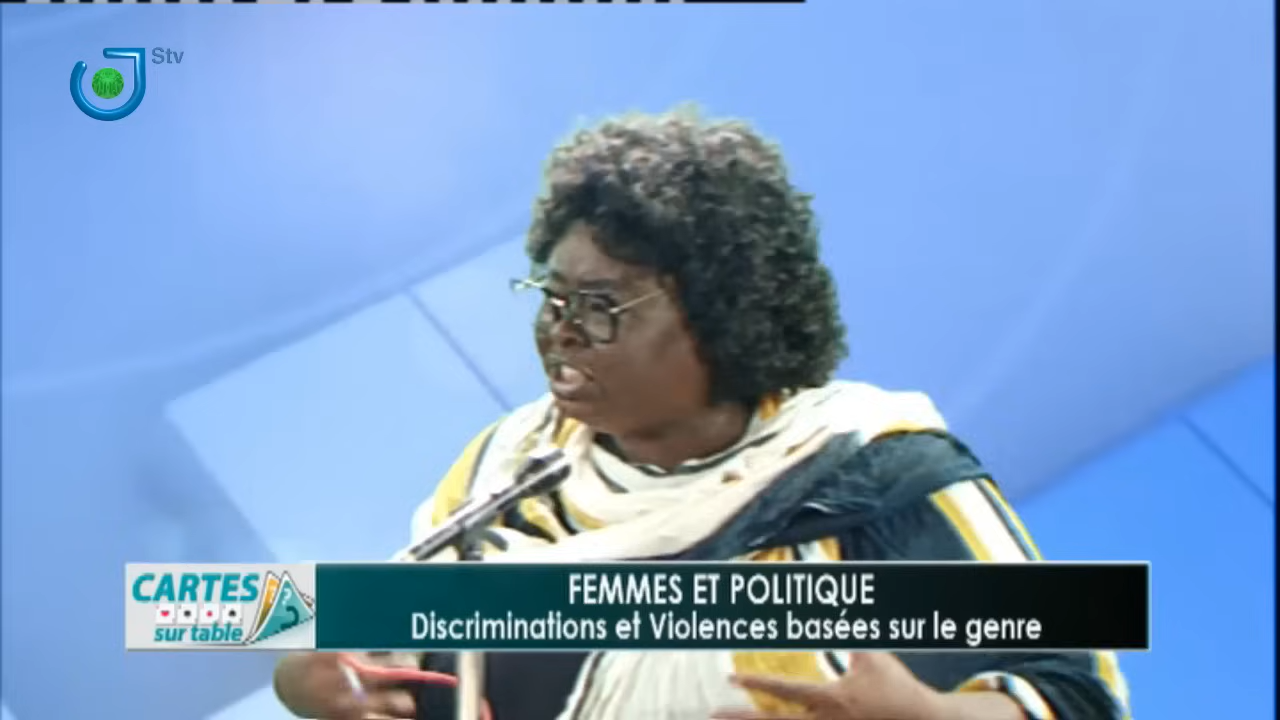 Stv
FEMMES ET POLITIQUE
CARTES
sur table
Discriminations et Violences basées sur le genre